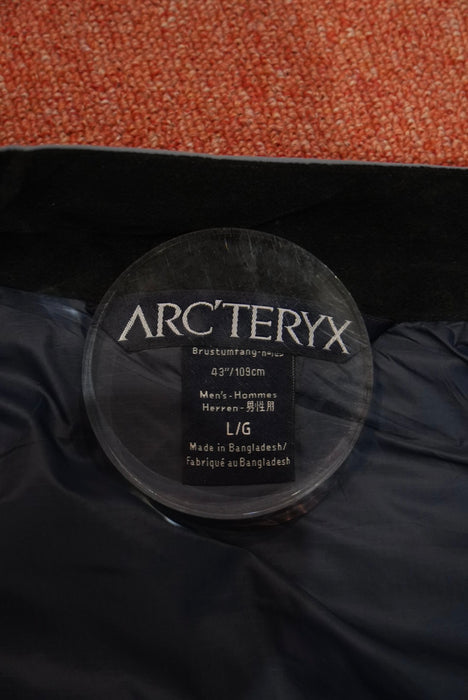 ARC'TERYX
Brustumfang
43"/109cm
Men's-Hommes
Herren-男性用
L/G
Made in Bangladesh/
Fabriqué au Bangladesh